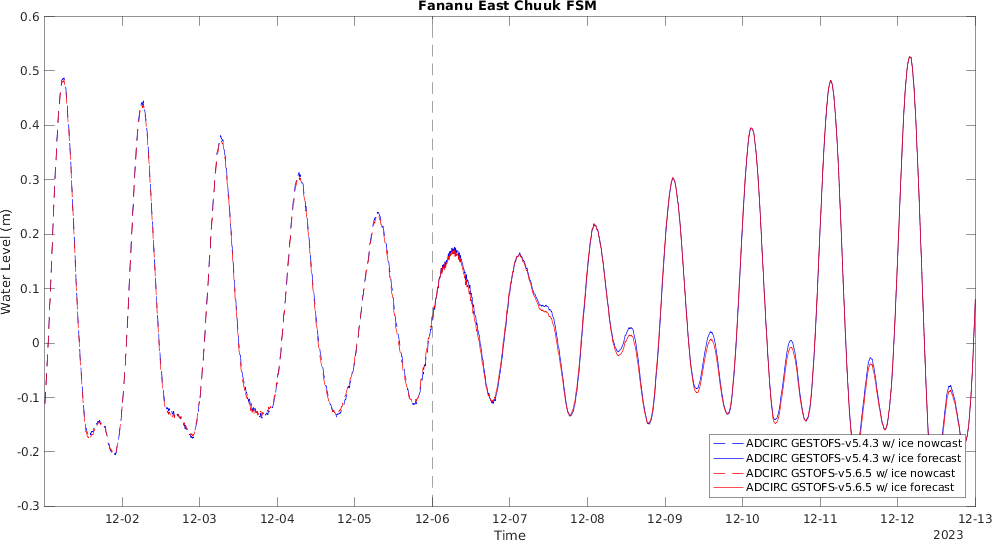 Fananu East Chuuk FSM
0.6
0.5
0.4
0.3
0.2
0.1
0
-0.1
-0.2
-0.3
Water Level (m)
ADCIRC GESTOFS-v5.4.3 w/ ice nowcast
ADCIRC GESTOFS-v5.4.3 w/ ice forecast
ADCIRC GSTOFS-v5.6.5 w/ ice nowcast
ADCIRC GSTOFS-v5.6.5 w/ ice forecast
12-02 12-03 12-04 12-05 12-06 12-07 12-08 12-09 12-10 12-11 12-12 12-13
Time
2023